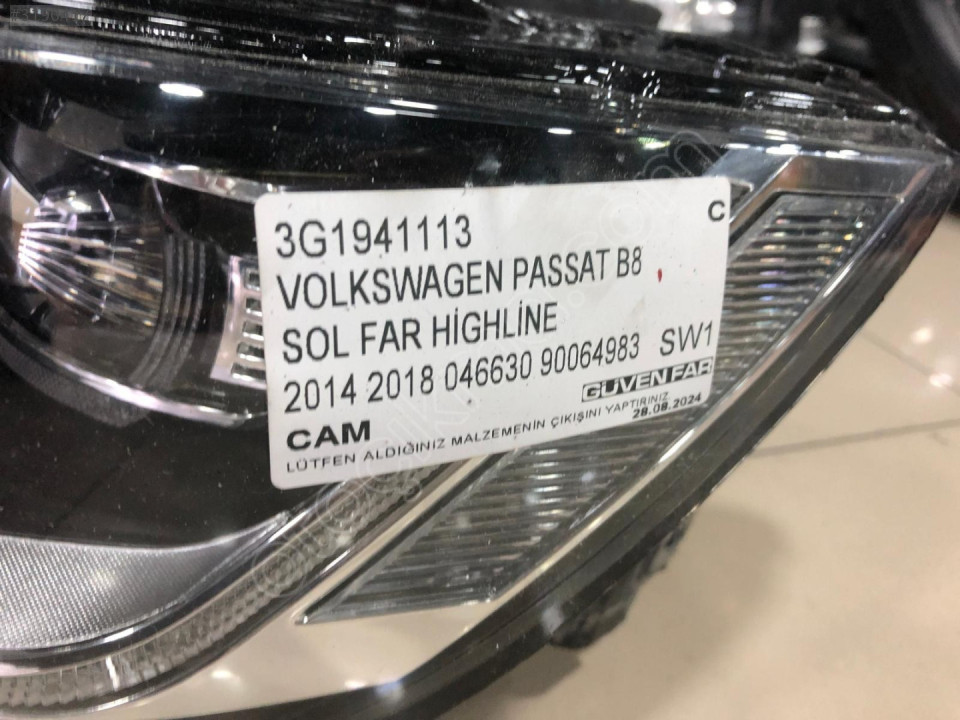 C
3G1941113
VOLKSWAGEN PASSAT B8
SOL FAR HİGHLİNE
2014 2018 046630 90064983 SW1
GÜVEN FAR
CAM 28.08.2024
LÜTFEN ALDIĞINIZ MALZEMENİN ÇIKIŞINI YAPTIRINIZ